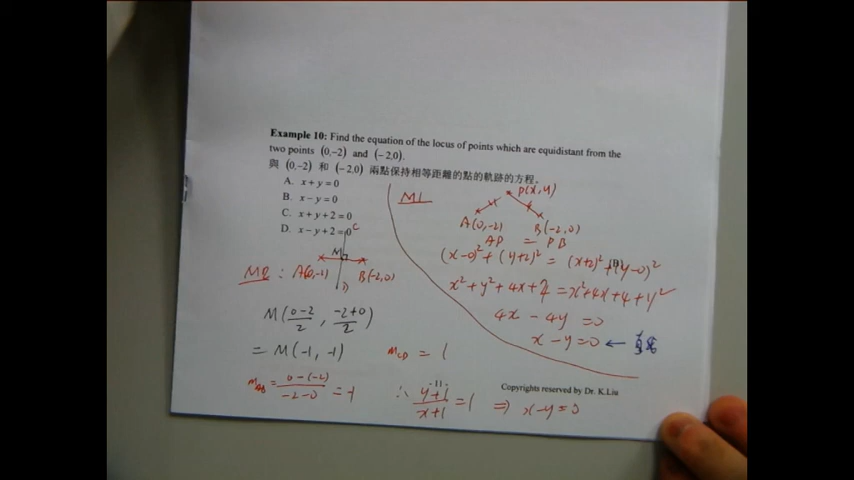 Example 10: Find the equation of the locus of points which are equidistant from the
two points (0,−2) and (−2,0).
與 (0,−2) 和 (−2,0) 兩點保持相等距離的點的軌跡的方程。
A. x + y = 0
B. x − y = 0
C. x + y + 2 = 0
D. x − y + 2 = 0
M1
P(x, y)
A(0,-2) B(-2,0)
AP = PB
(x-0)² + (y+2)² = (x+2)² + (y-0)²
= x² + 4x + 4 + y²
4x - 4y = 0
x - y = 0 ←
C
M
D
M2 : A(0,-2) B(-2,0)
M(0-2/2 , -2+0/2)
= M(-1, -1)
m_AB = 0-(-2)/-2-0 = -1
m_CD = 1
∴ y+1/x+1 = 1 ⇒ x-y=0
Copyrights reserved by Dr. K.Liu